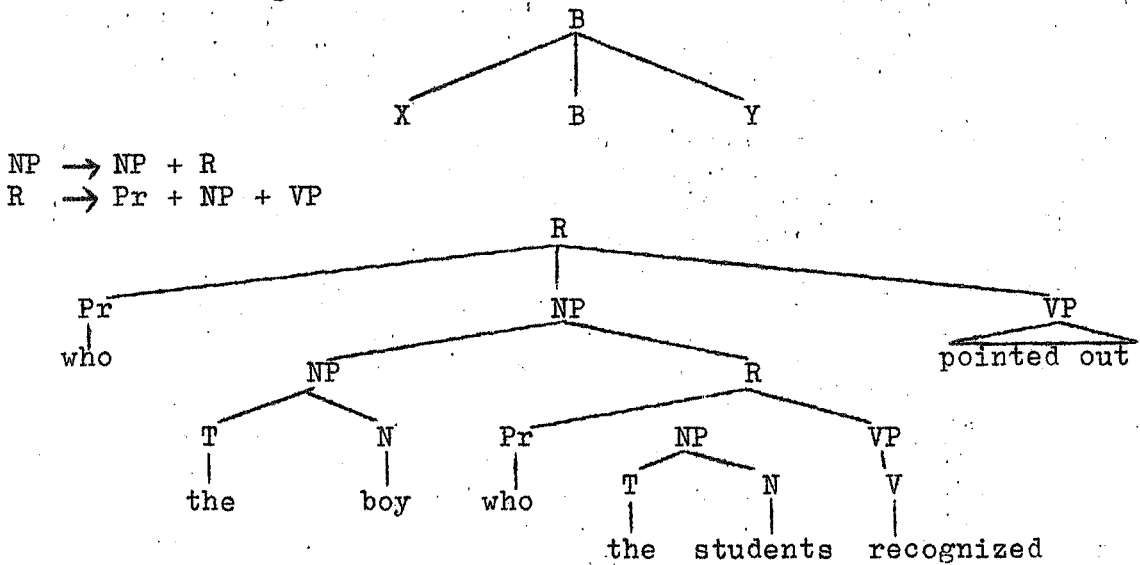 B
X B Y
NP → NP + R
R → Pr + NP + VP
R
Pr NP VP
who pointed out
NP R
T N Pr NP VP
the boy who T N V
the students recognized